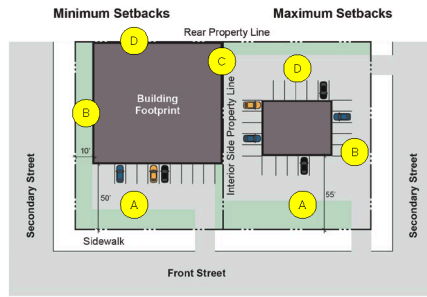 Minimum Setbacks
Maximum Setbacks
Rear Property Line
D
C
D
Building
Footprint
B
B
Interior Side Property Line
10'
50'
55'
A
A
Secondary Street
Secondary Street
Sidewalk
Front Street